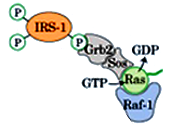 P
IRS-1
P
P
Grb2
Sos
GDP
GTP
Ras
Raf-1